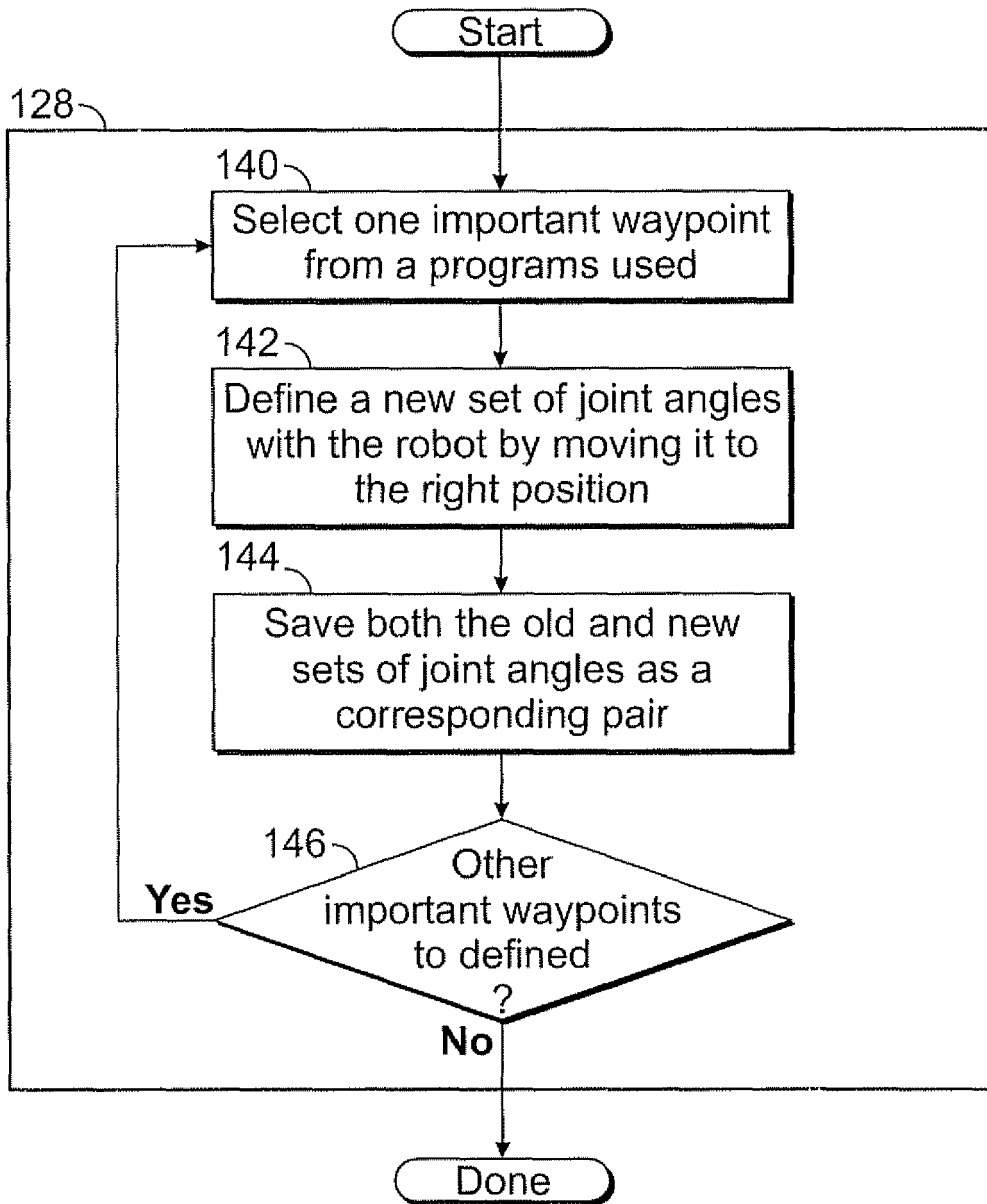 Start
128
140
Select one important waypoint
from a programs used
142
Define a new set of joint angles
with the robot by moving it to
the right position
144
Save both the old and new
sets of joint angles as a
corresponding pair
146
Other
important waypoints
to defined
?
Yes
No
Done